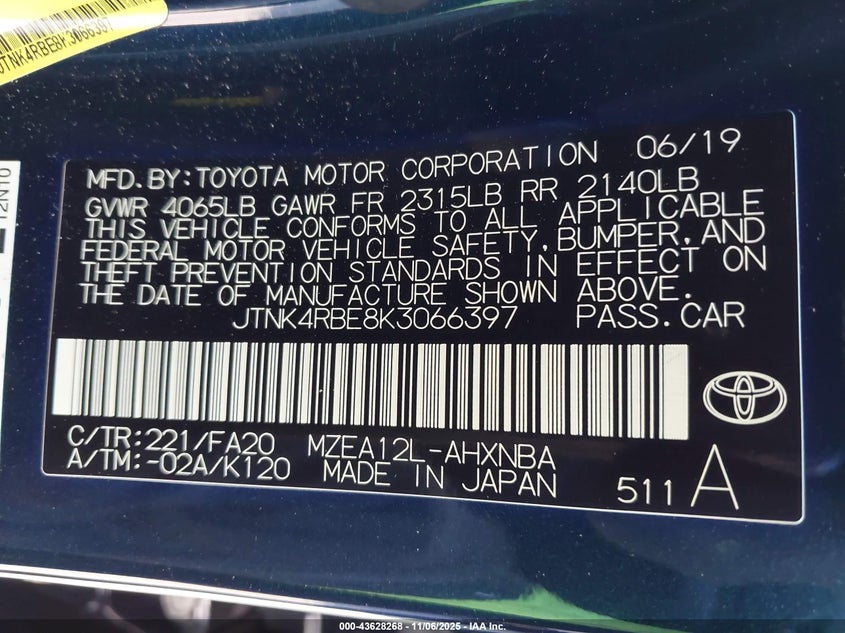 JTNK4RBE8K3066397
12N10
MFD.BY:TOYOTA MOTOR CORPORATION 06/19
GVWR 4065LB GAWR FR 2315LB RR 2140LB
THIS VEHICLE CONFORMS TO ALL APPLICABLE
FEDERAL MOTOR VEHICLE SAFETY,BUMPER,AND
THEFT PREVENTION STANDARDS IN EFFECT ON
THE DATE OF MANUFACTURE SHOWN ABOVE.
JTNK4RBE8K3066397 PASS.CAR
C/TR:221/FA20 MZEA12L-AHXNBA
A/TM:-02A/K120 MADE IN JAPAN 511 A
000-43628268 - 11/06/2025 - IAA Inc.